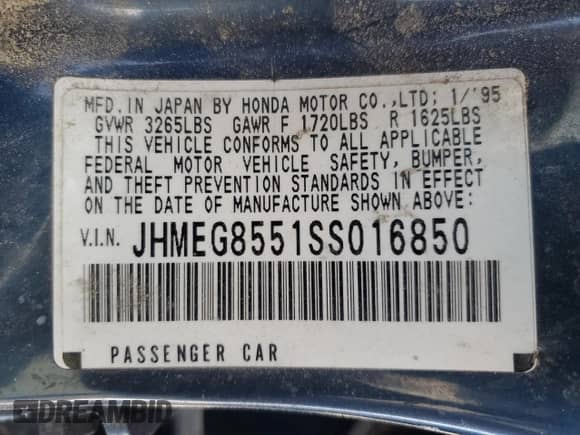 MFD. IN JAPAN BY HONDA MOTOR CO.,LTD; 1/'95
GVWR 3265LBS GAWR F 1720LBS R 1625LBS
THIS VEHICLE CONFORMS TO ALL APPLICABLE
FEDERAL MOTOR VEHICLE SAFETY, BUMPER,
AND THEFT PREVENTION STANDARDS IN EFFECT
ON THE DATE OF MANUFACTURE SHOWN ABOVE:
V.I.N. JHMEG8551SS016850
PASSENGER CAR
DREAMBID